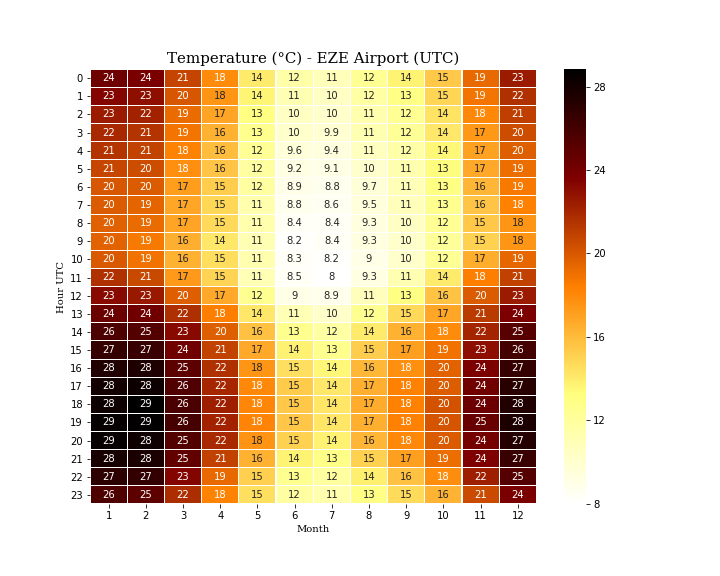 Temperature (°C) - EZE Airport (UTC)
0 24 24 21 18 14 12 11 12 14 15 19 23
1 23 23 20 18 14 11 10 12 13 15 19 22
2 23 22 19 17 13 10 10 11 12 14 18 21
3 22 21 19 16 13 10 9.9 11 12 14 17 20
4 21 21 18 16 12 9.6 9.4 11 12 14 17 20
5 21 20 18 16 12 9.2 9.1 10 11 13 17 19
6 20 20 17 15 12 8.9 8.8 9.7 11 13 16 19
7 20 19 17 15 11 8.8 8.6 9.5 11 13 16 18
8 20 19 17 15 11 8.4 8.4 9.3 10 12 15 18
9 20 19 16 14 11 8.2 8.4 9.3 10 12 15 18
10 20 19 16 15 11 8.3 8.2 9 10 12 17 19
11 22 21 17 15 11 8.5 8 9.3 11 14 18 21
12 23 23 20 17 12 9 8.9 11 13 16 20 23
13 24 24 22 18 14 11 10 12 15 17 21 24
14 26 25 23 20 16 13 12 14 16 18 22 25
15 27 27 24 21 17 14 13 15 17 19 23 26
16 28 28 25 22 18 15 14 16 18 20 24 27
17 28 28 26 22 18 15 14 17 18 20 24 27
18 28 29 26 22 18 15 14 17 18 20 24 28
19 29 29 26 22 18 15 14 17 18 20 25 28
20 29 28 25 22 18 15 14 16 18 20 24 27
21 28 28 25 21 16 14 13 15 17 19 24 27
22 27 27 23 19 15 13 12 14 16 18 22 25
23 26 25 22 18 15 12 11 13 15 16 21 24
1 2 3 4 5 6 7 8 9 10 11 12
Month
Hour UTC
28
24
20
16
12
8